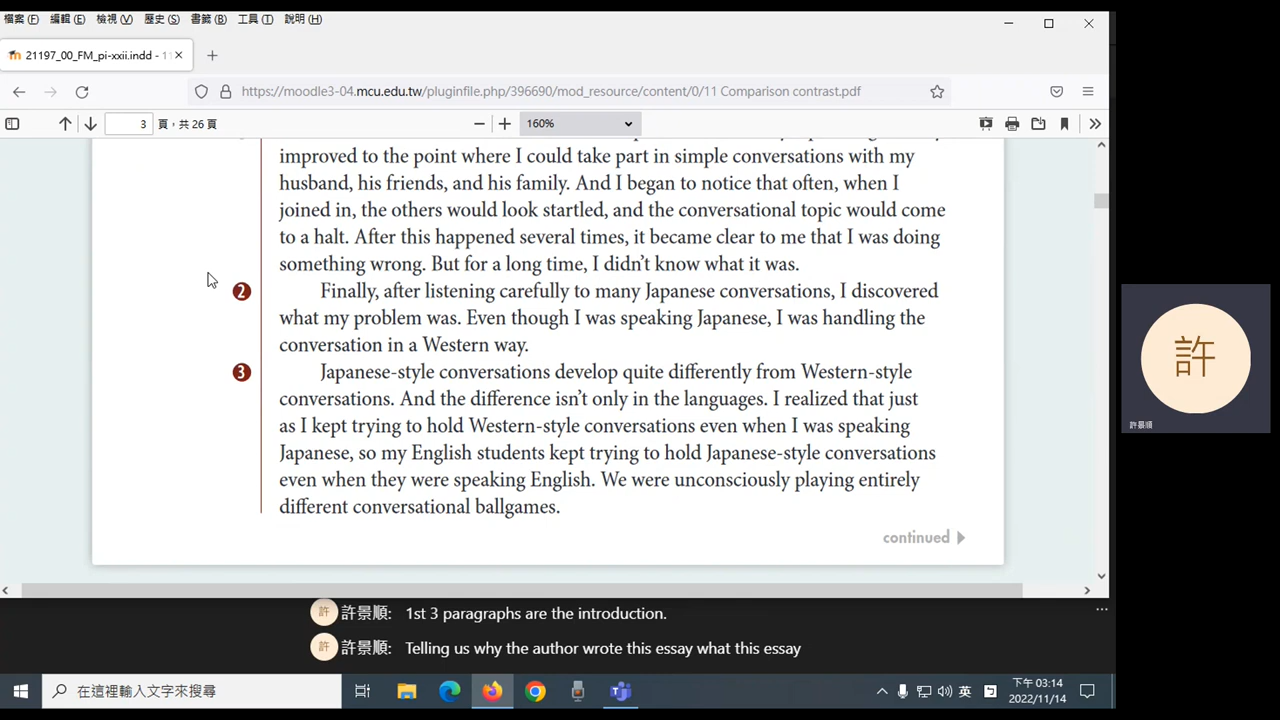 檔案(F) 編輯(E) 檢視(V) 歷史(S) 書籤(B) 工具(T) 說明(H)
21197_00_FM_pi-xxii.indd - 11
https://moodle3-04.mcu.edu.tw/pluginfile.php/396690/mod_resource/content/0/11 Comparison contrast.pdf
3 頁，共 26 頁 160%
improved to the point where I could take part in simple conversations with my
husband, his friends, and his family. And I began to notice that often, when I
joined in, the others would look startled, and the conversational topic would come
to a halt. After this happened several times, it became clear to me that I was doing
something wrong. But for a long time, I didn't know what it was.
2 Finally, after listening carefully to many Japanese conversations, I discovered
what my problem was. Even though I was speaking Japanese, I was handling the
conversation in a Western way.
3 Japanese-style conversations develop quite differently from Western-style
conversations. And the difference isn't only in the languages. I realized that just
as I kept trying to hold Western-style conversations even when I was speaking
Japanese, so my English students kept trying to hold Japanese-style conversations
even when they were speaking English. We were unconsciously playing entirely
different conversational ballgames.
continued
許
許景順
許 許景順: 1st 3 paragraphs are the introduction.
許 許景順: Telling us why the author wrote this essay what this essay
在這裡輸入文字來搜尋
英
下午 03:14
2022/11/14